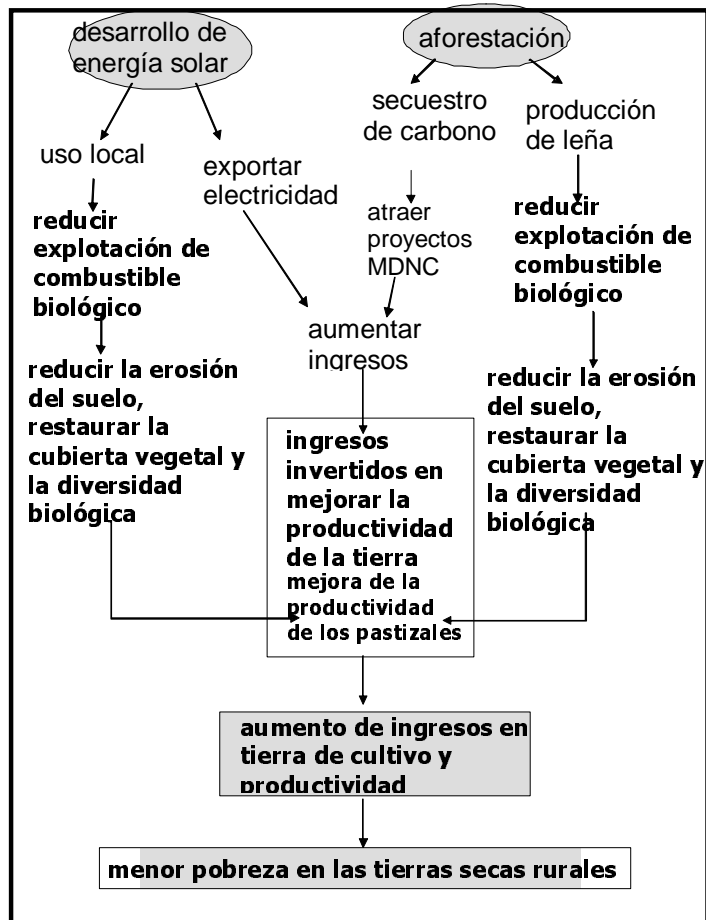 desarrollo de
energía solar
aforestación
secuestro
de carbono
producción
de leña
uso local
exportar
electricidad
atraer
proyectos
MDNC
reducir
explotación de
combustible
biológico
reducir
explotación de
combustible
biológico
aumentar
ingresos
reducir la erosión
del suelo,
restaurar la
cubierta vegetal y
la diversidad
biológica
reducir la erosión
del suelo,
restaurar la
cubierta vegetal y
la diversidad
biológica
ingresos
invertidos en
mejorar la
productividad
de la tierra
mejora de la
productividad
de los pastizales
aumento de ingresos en
tierra de cultivo y
productividad
menor pobreza en las tierras secas rurales